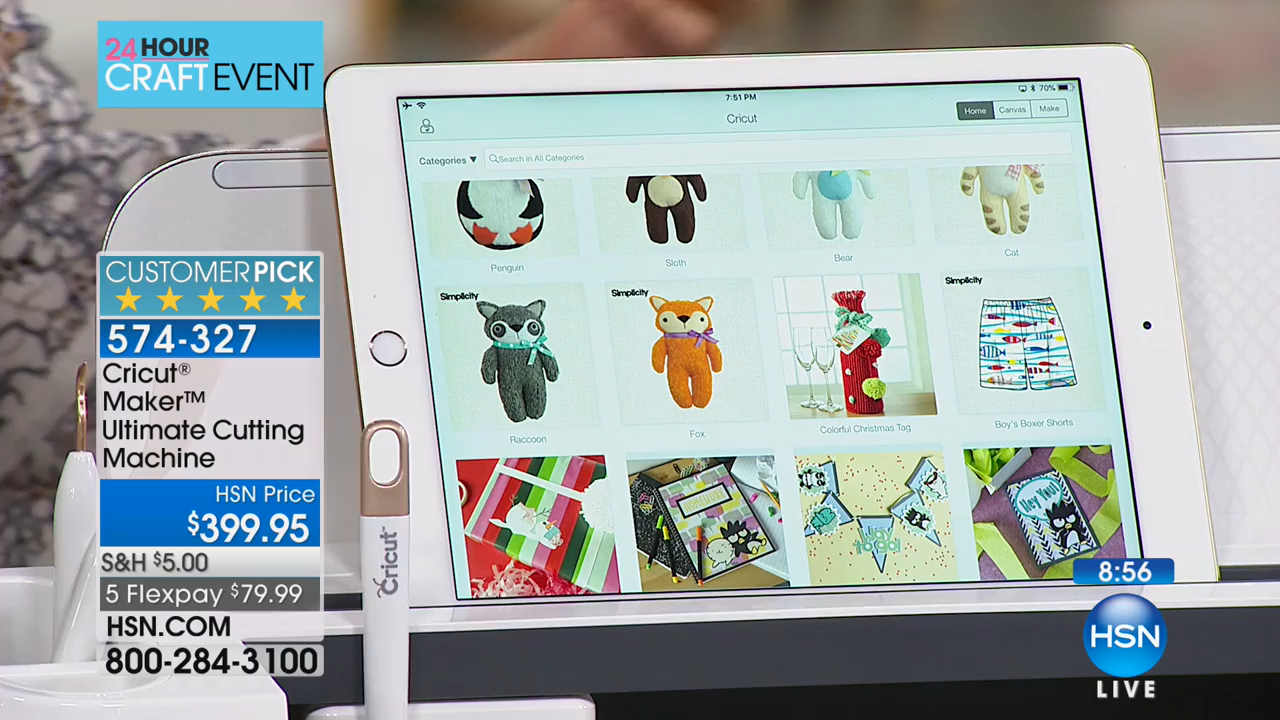 24 HOUR
CRAFT EVENT
CUSTOMER PICK
574-327
Cricut®
Maker™
Ultimate Cutting
Machine
HSN Price
$399.95
S&H $5.00
5 Flexpay $79.99
HSN.COM
800-284-3100
7:51 PM
70%
Cricut
Home
Canvas
Make
Categories ▼
Search in All Categories
Penguin
Sloth
Bear
Cat
Simplicity
Simplicity
Simplicity
Raccoon
Fox
Colorful Christmas Tag
Boy's Boxer Shorts
Hey You!
Cricut™
8:56
HSN
LIVE